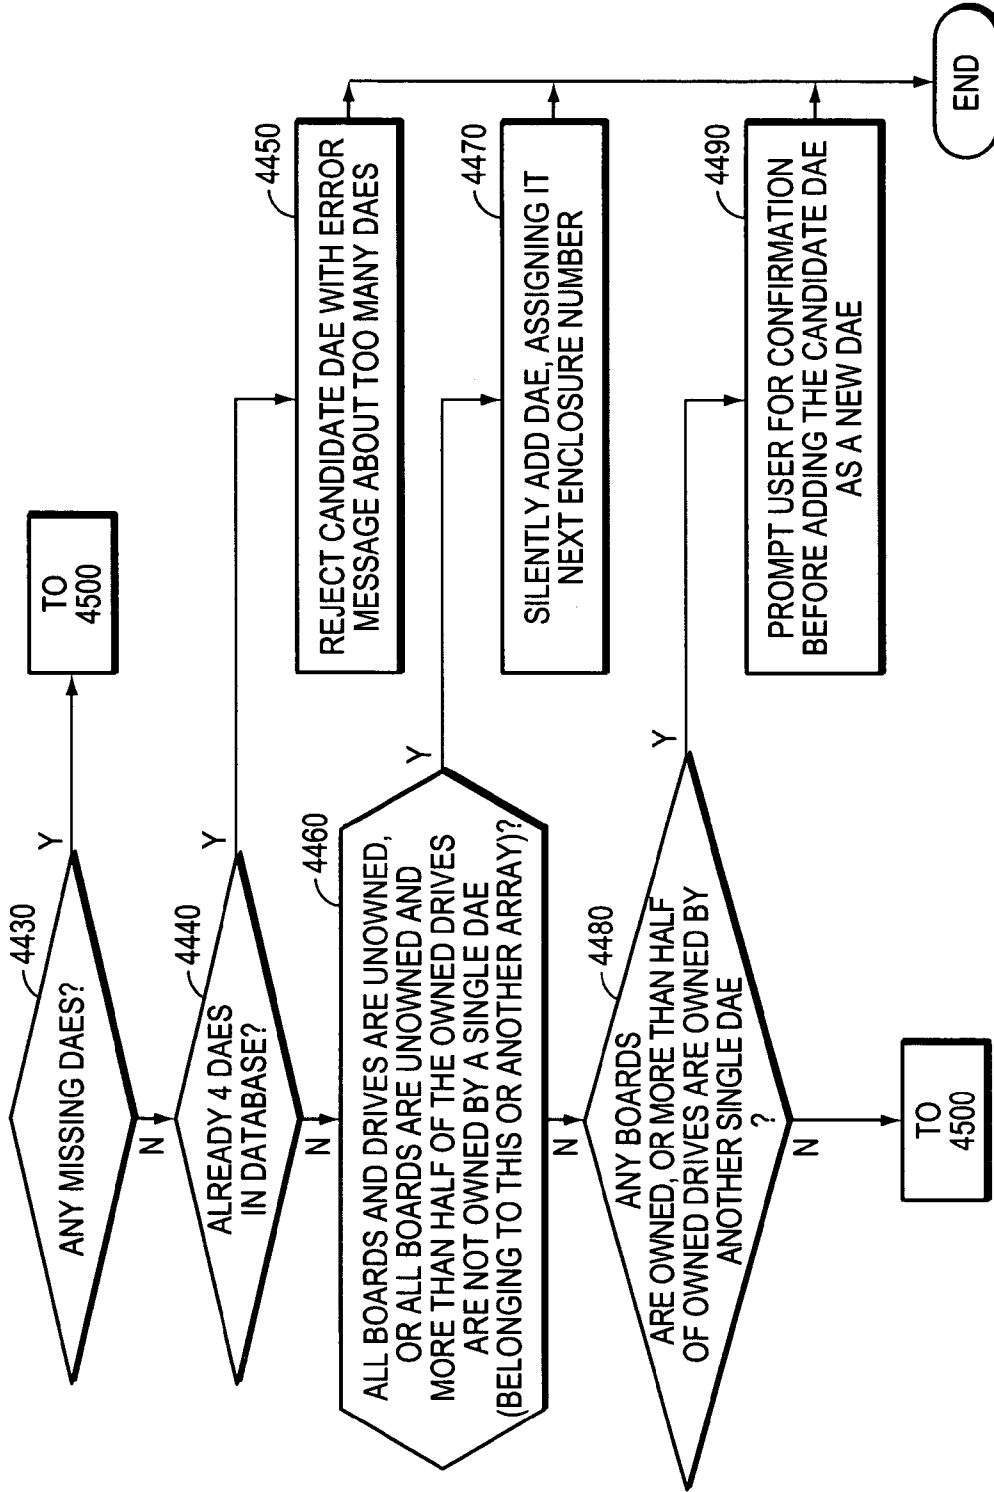 4430
ANY MISSING DAES?
Y
N
TO
4500
4440
ALREADY 4 DAES
IN DATABASE?
Y
N
4450
REJECT CANDIDATE DAE WITH ERROR
MESSAGE ABOUT TOO MANY DAES
4460
ALL BOARDS AND DRIVES ARE UNOWNED,
OR ALL BOARDS ARE UNOWNED AND
MORE THAN HALF OF THE OWNED DRIVES
ARE NOT OWNED BY A SINGLE DAE
(BELONGING TO THIS OR ANOTHER ARRAY)?
Y
N
4470
SILENTLY ADD DAE, ASSIGNING IT
NEXT ENCLOSURE NUMBER
4480
ANY BOARDS
ARE OWNED, OR MORE THAN HALF
OF OWNED DRIVES ARE OWNED BY
ANOTHER SINGLE DAE
?
Y
N
4490
PROMPT USER FOR CONFIRMATION
BEFORE ADDING THE CANDIDATE DAE
AS A NEW DAE
TO
4500
END